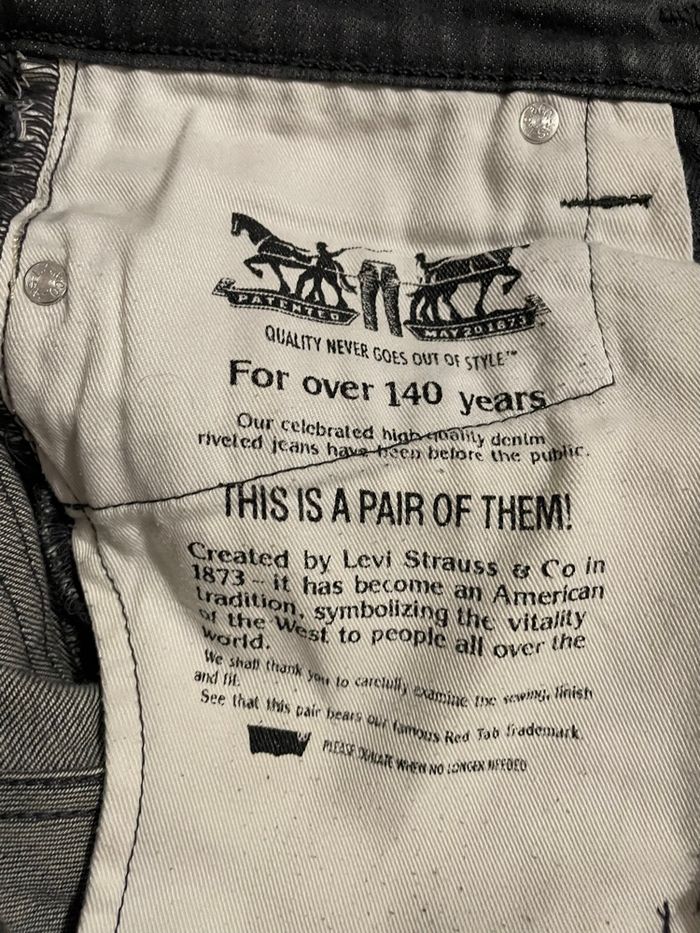 PATENTED
MAY 20 1873
QUALITY NEVER GOES OUT OF STYLE™
For over 140 years
Our celebrated high quality denim
riveted jeans have been before the public.
THIS IS A PAIR OF THEM!
Created by Levi Strauss & Co in
1873 – it has become an American
tradition, symbolizing the vitality
of the West to people all over the
world.
We shall thank you to carefully examine the sewing, finish
and fit.
See that this pair bears our famous Red Tab Trademark.
PLEASE DONATE WHEN NO LONGER NEEDED